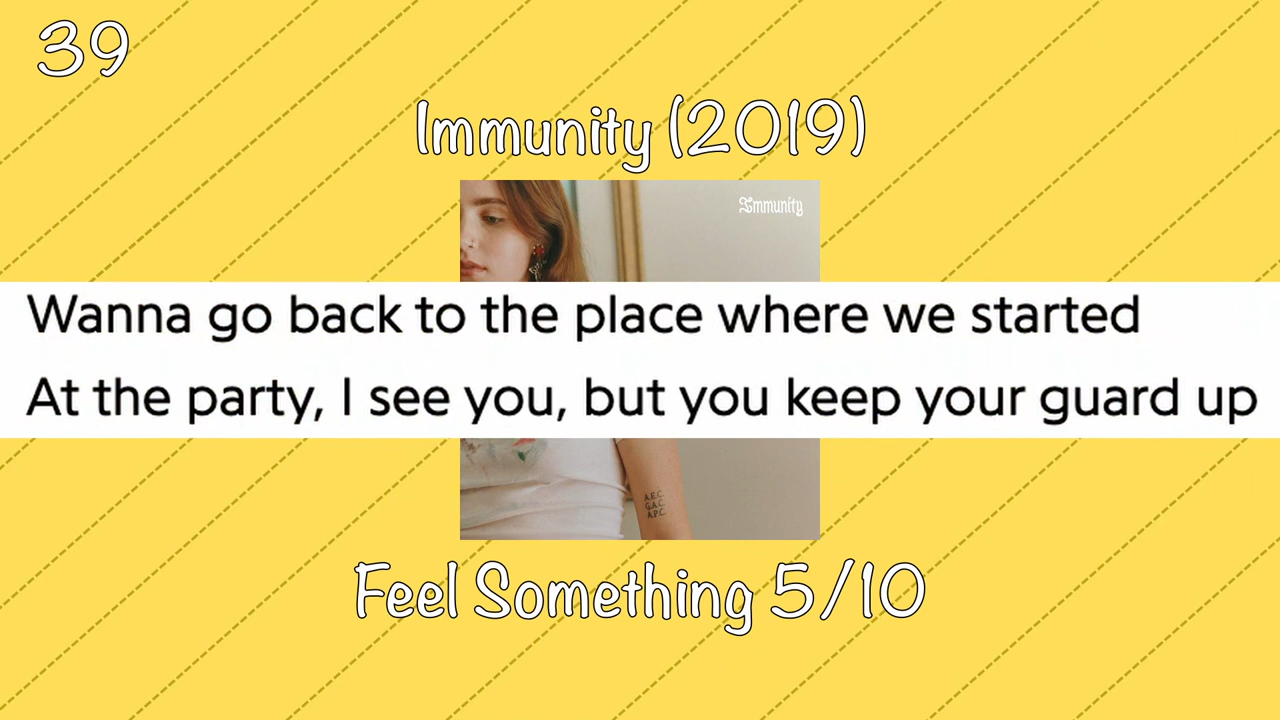 39
Immunity (2019)
Immunity
Wanna go back to the place where we started
At the party, I see you, but you keep your guard up
A.E.C.
G.A.C.
A.P.C.
Feel Something 5/10